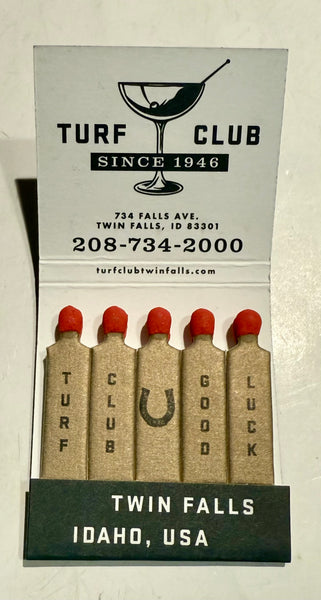 TURF CLUB
SINCE 1946
734 FALLS AVE.
TWIN FALLS, ID 83301
208-734-2000
turfclubtwinfalls.com
TURF
CLUB
GOOD
LUCK
TWIN FALLS
IDAHO, USA